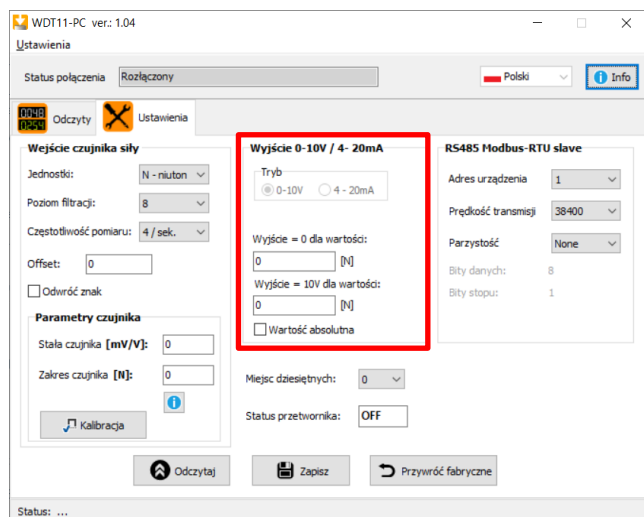 WDT11-PC ver.: 1.04
Ustawienia
Status połączenia Rozłączony Polski Info
Odczyty Ustawienia
Wejście czujnika siły
Jednostki: N - niuton
Poziom filtracji: 8
Częstotliwość pomiaru: 4 / sek.
Offset: 0
Odwróć znak
Parametry czujnika
Stała czujnika [mV/V]: 0
Zakres czujnika [N]: 0
Kalibracja
Wyjście 0-10V / 4- 20mA
Tryb
0-10V 4 - 20mA
Wyjście = 0 dla wartości:
0 [N]
Wyjście = 10V dla wartości:
0 [N]
Wartość absolutna
Miejsc dziesiętnych: 0
Status przetwornika: OFF
RS485 Modbus-RTU slave
Adres urządzenia 1
Prędkość transmisji 38400
Parzystość None
Bity danych: 8
Bity stopu: 1
Odczytaj Zapisz Przywróć fabryczne
Status: ...